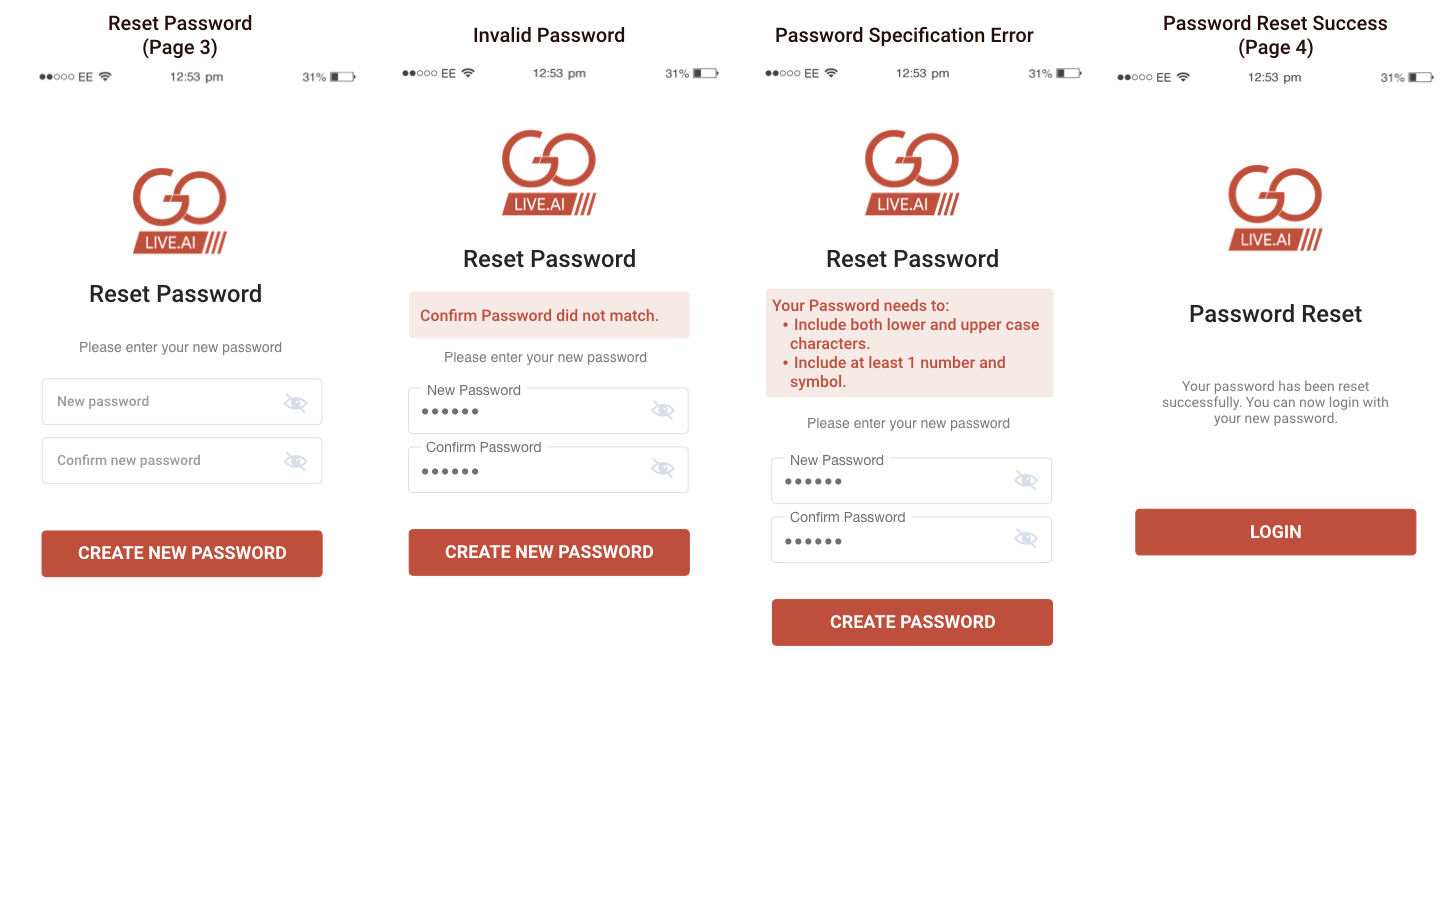 Reset Password
(Page 3)
●●○○○ EE 12:53 pm 31%
GO
LIVE.AI
Reset Password
Please enter your new password
New password
Confirm new password
CREATE NEW PASSWORD
Invalid Password
●●○○○ EE 12:53 pm 31%
GO
LIVE.AI
Reset Password
Confirm Password did not match.
Please enter your new password
New Password
●●●●●●
Confirm Password
●●●●●●
CREATE NEW PASSWORD
Password Specification Error
●●○○○ EE 12:53 pm 31%
GO
LIVE.AI
Reset Password
Your Password needs to:
• Include both lower and upper case
characters.
• Include at least 1 number and
symbol.
Please enter your new password
New Password
●●●●●●
Confirm Password
●●●●●●
CREATE PASSWORD
Password Reset Success
(Page 4)
●●○○○ EE 12:53 pm 31%
GO
LIVE.AI
Password Reset
Your password has been reset
successfully. You can now login with
your new password.
LOGIN